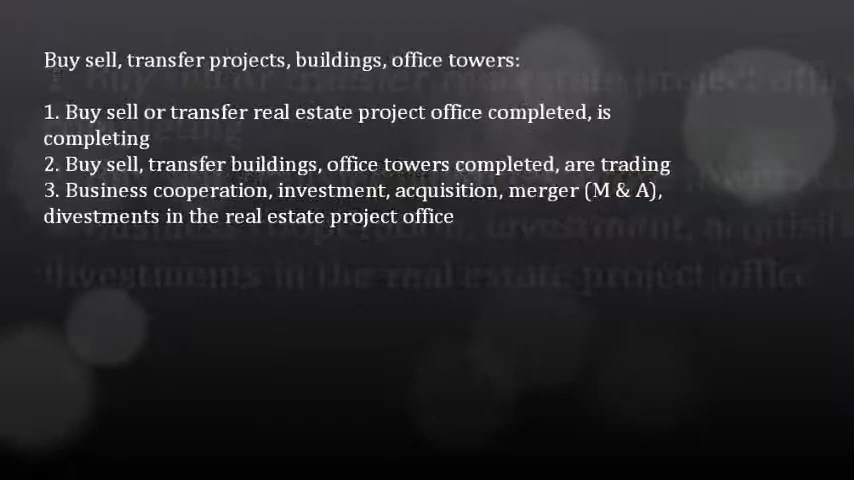 Buy sell, transfer projects, buildings, office towers:
1. Buy sell or transfer real estate project office completed, is
completing
2. Buy sell, transfer buildings, office towers completed, are trading
3. Business cooperation, investment, acquisition, merger (M & A),
divestments in the real estate project office